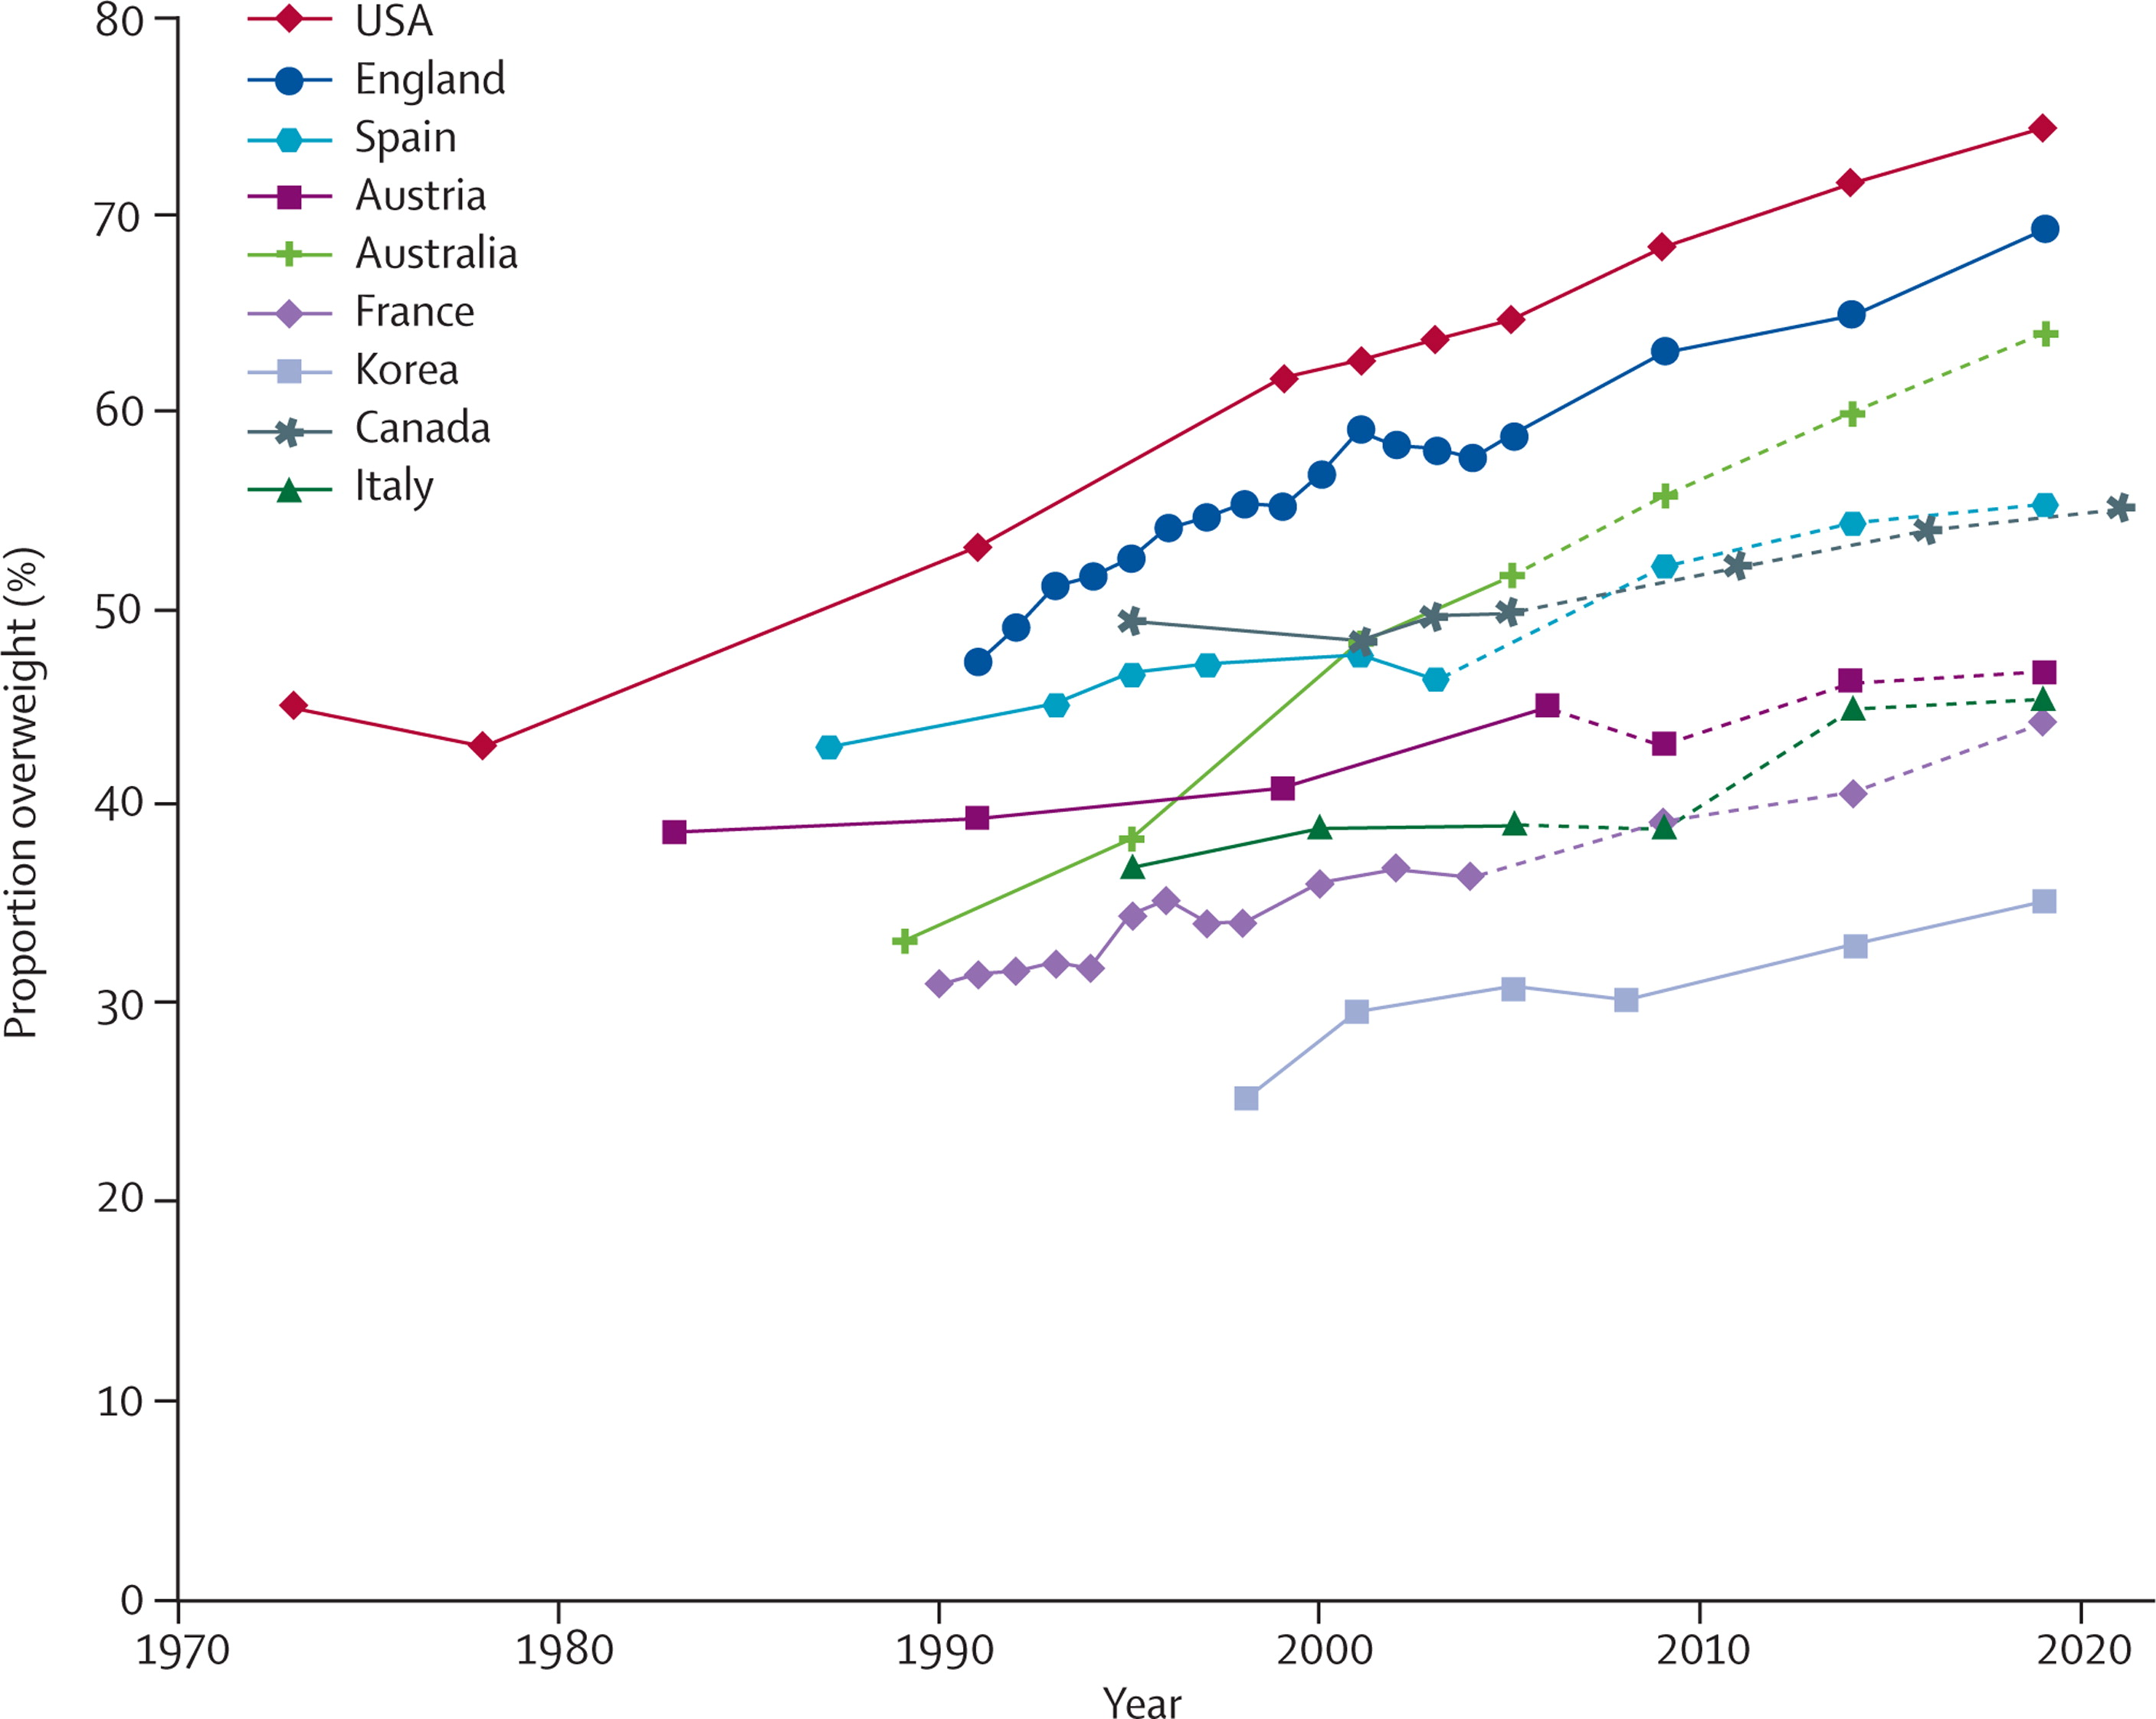 80
70
60
50
40
30
20
10
0
Proportion overweight (%)
USA
England
Spain
Austria
Australia
France
Korea
Canada
Italy
1970 1980 1990 2000 2010 2020
Year